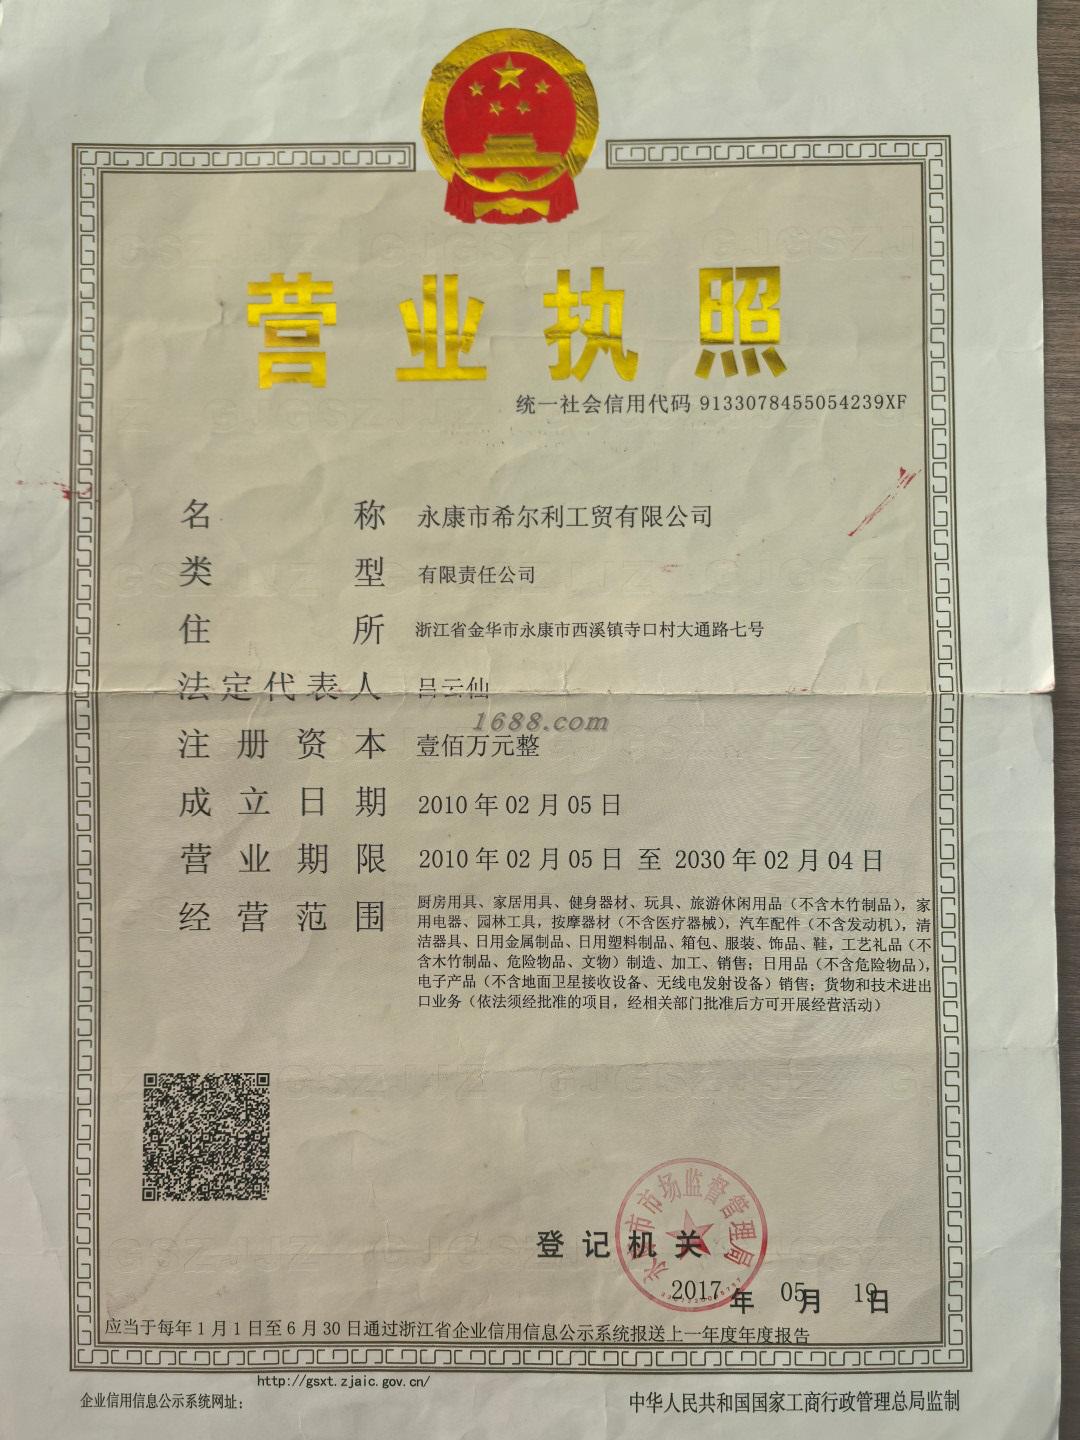 营业执照
统一社会信用代码 9133078455054239XF
名称 永康市希尔利工贸有限公司
类型 有限责任公司
住所 浙江省金华市永康市西溪镇寺口村大通路七号
法定代表人 吕云仙
1688.com
注册资本 壹佰万元整
成立日期 2010年02月05日
营业期限 2010年02月05日 至 2030年02月04日
经营范围 厨房用具、家居用具、健身器材、玩具、旅游休闲用品（不含木竹制品），家
用电器、园林工具，按摩器材（不含医疗器械），汽车配件（不含发动机），清
洁器具、日用金属制品、日用塑料制品、箱包、服装、饰品、鞋，工艺礼品（不
含木竹制品、危险物品、文物）制造、加工、销售；日用品（不含危险物品），
电子产品（不含地面卫星接收设备、无线电发射设备）销售；货物和技术进出
口业务（依法须经批准的项目，经相关部门批准后方可开展经营活动）
永康市市场监督管理局
登记机关
2017年05月19日
应当于每年1月1日至6月30日通过浙江省企业信用信息公示系统报送上一年度年度报告
http://gsxt.zjaic.gov.cn/
企业信用信息公示系统网址：
中华人民共和国国家工商行政管理总局监制